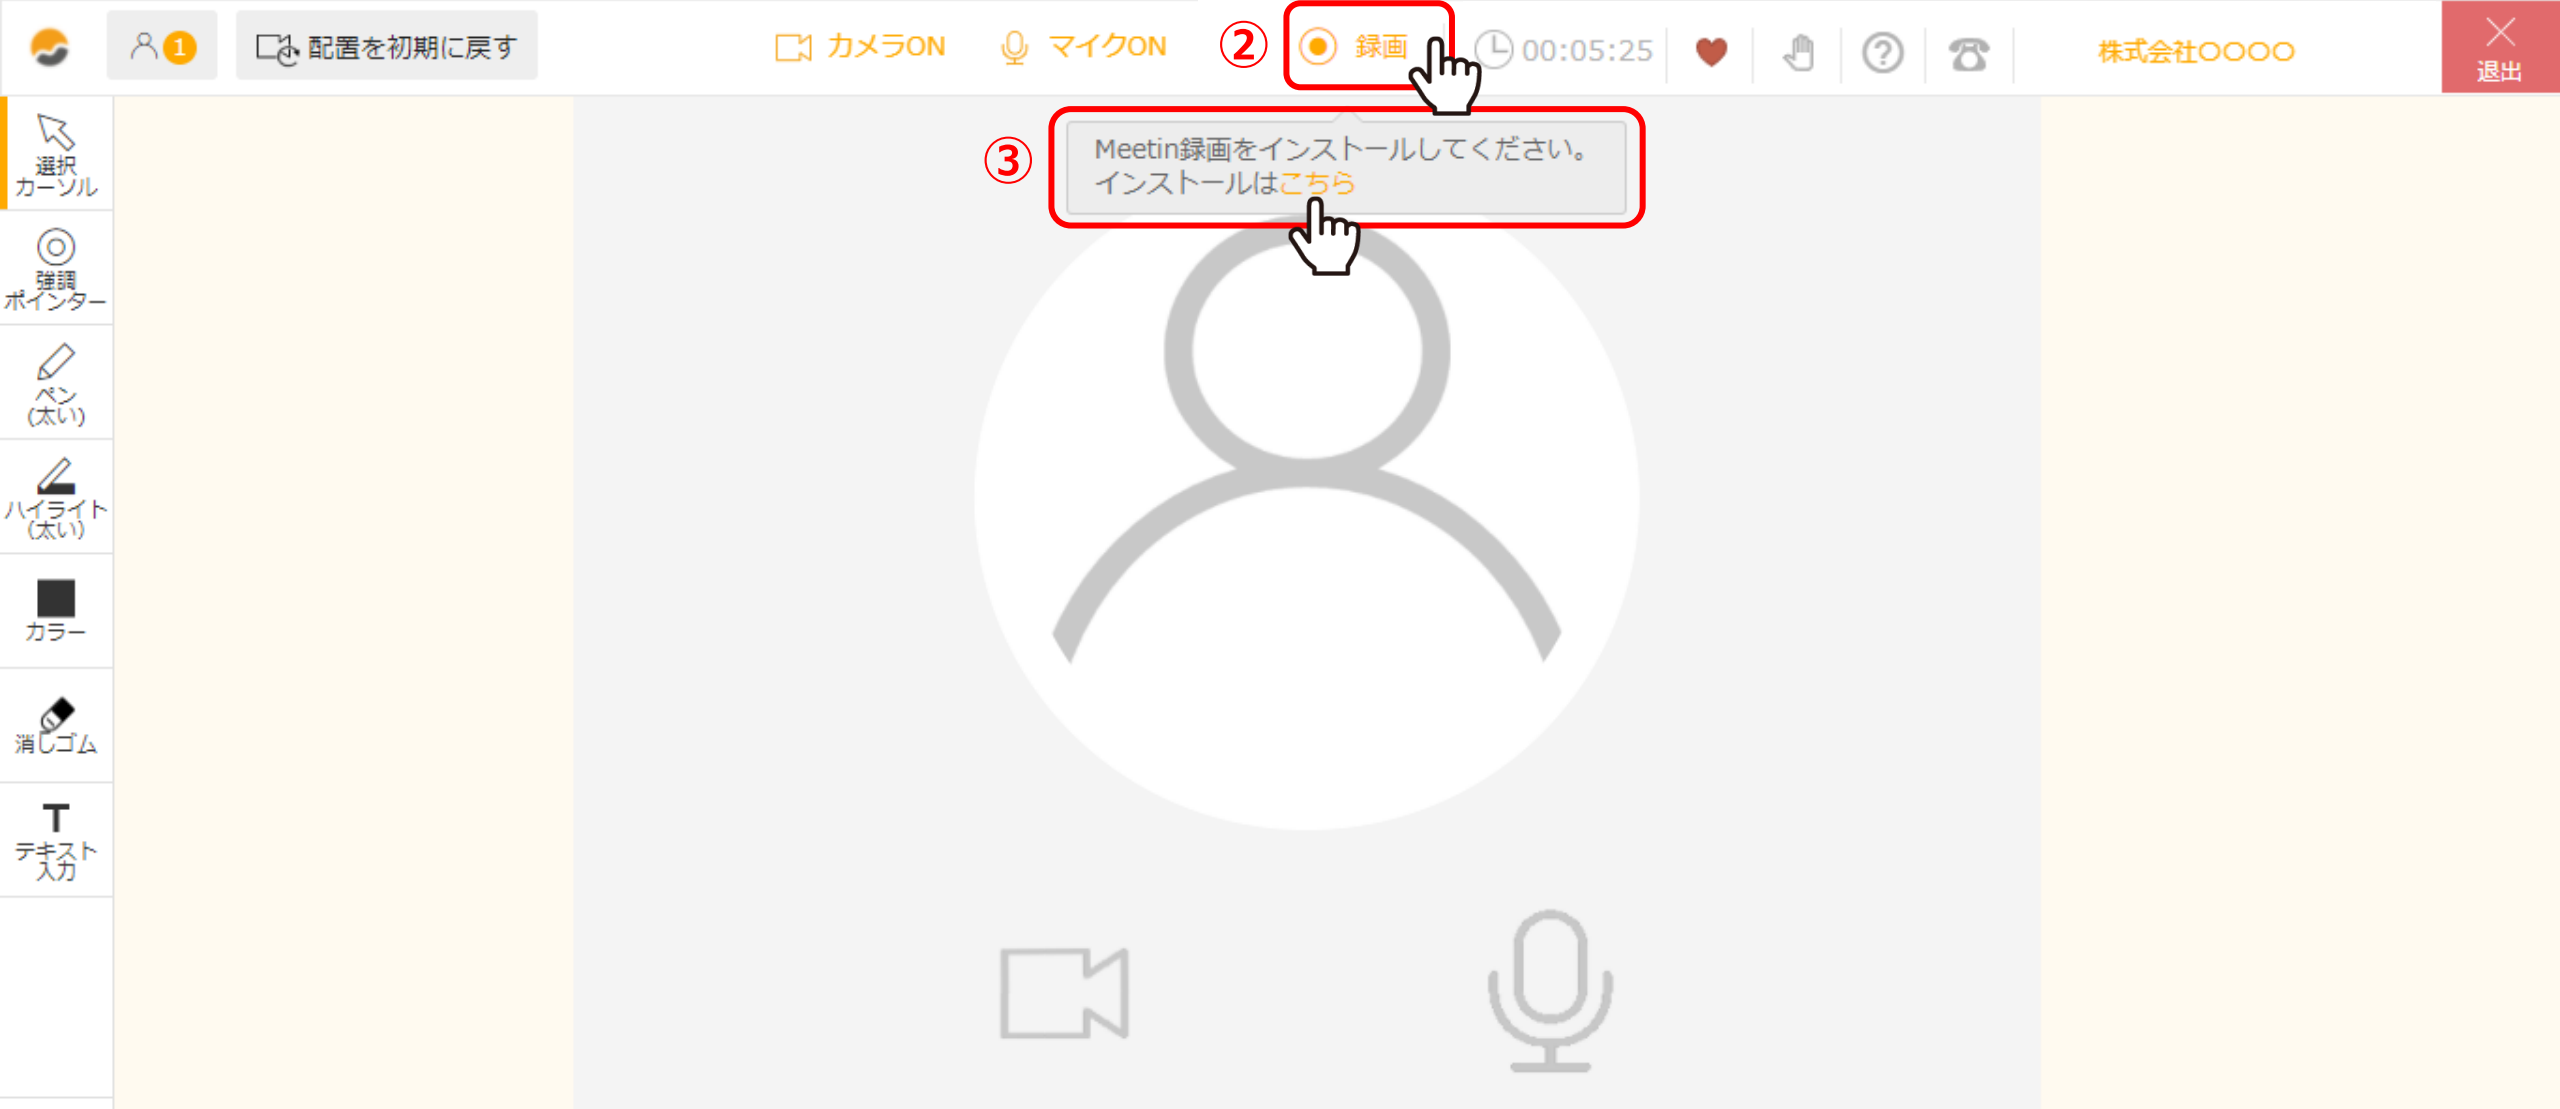 1
配置を初期に戻す
カメラON
マイクON
②
録画
00:05:25
株式会社〇〇〇〇
退出
③
Meetin録画をインストールしてください。
インストールはこちら
選択
カーソル
強調
ポインター
ペン
(太い)
ハイライト
(太い)
カラー
消しゴム
T
テキスト
入力